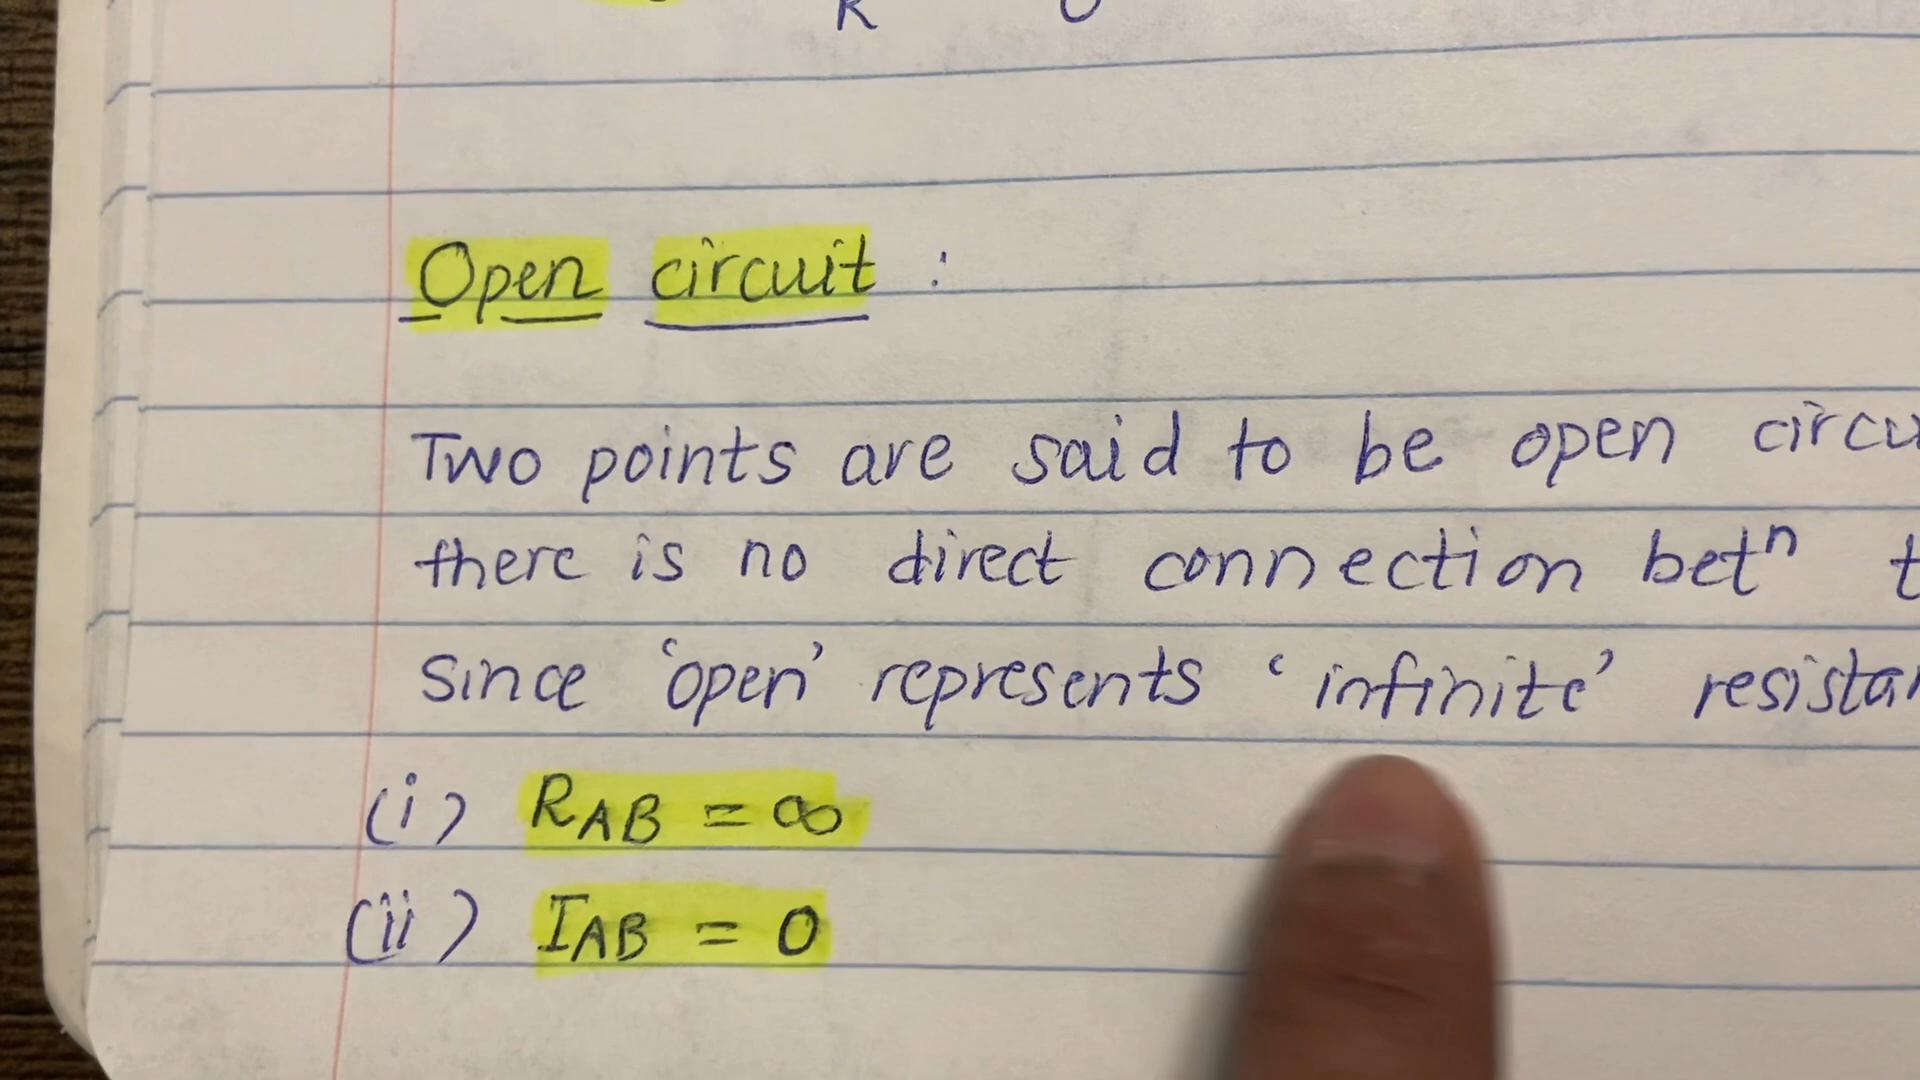 Open circuit :
Two points are said to be open
there is no direct connection betⁿ
Since 'open' represents 'infinite'
(i) RAB = ∞
(ii) IAB = 0